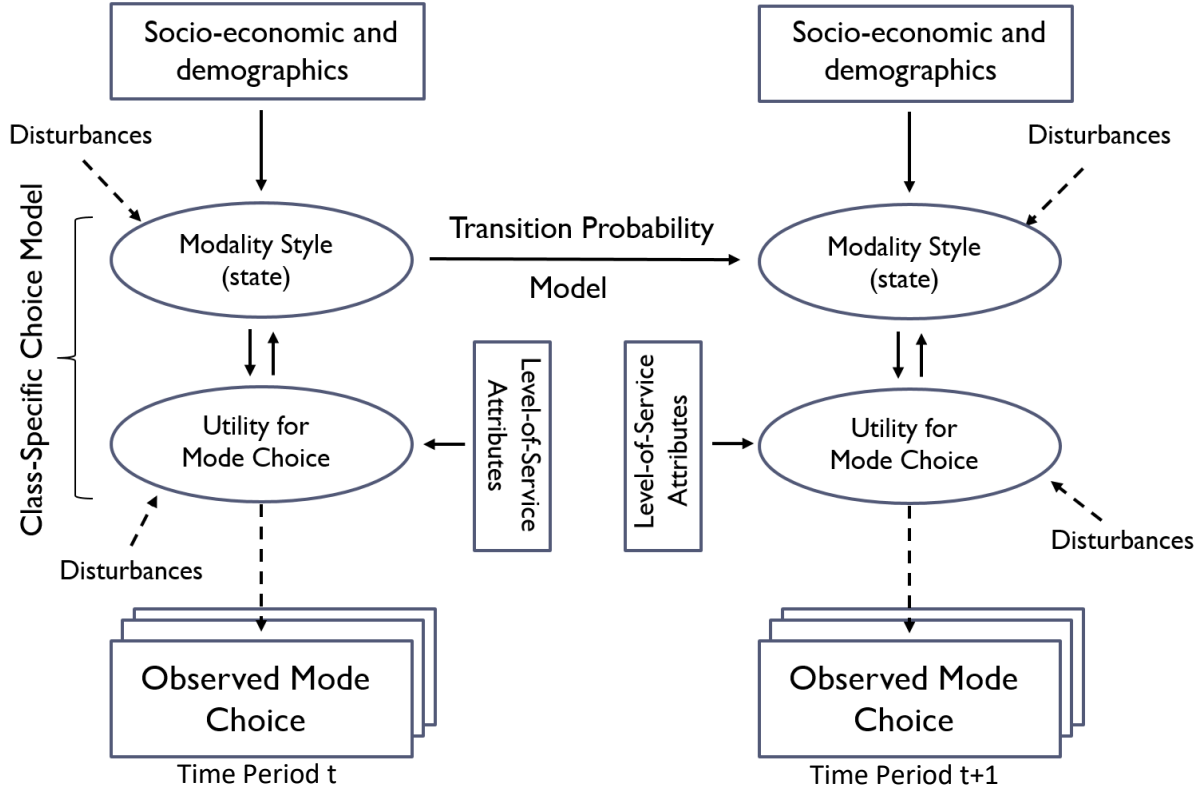 Socio-economic and
demographics
Socio-economic and
demographics
Disturbances
Disturbances
Class-Specific Choice Model
Modality Style
(state)
Transition Probability
Model
Modality Style
(state)
Level-of-Service
Attributes
Level-of-Service
Attributes
Utility for
Mode Choice
Utility for
Mode Choice
Disturbances
Disturbances
Observed Mode
Choice
Observed Mode
Choice
Time Period t
Time Period t+1